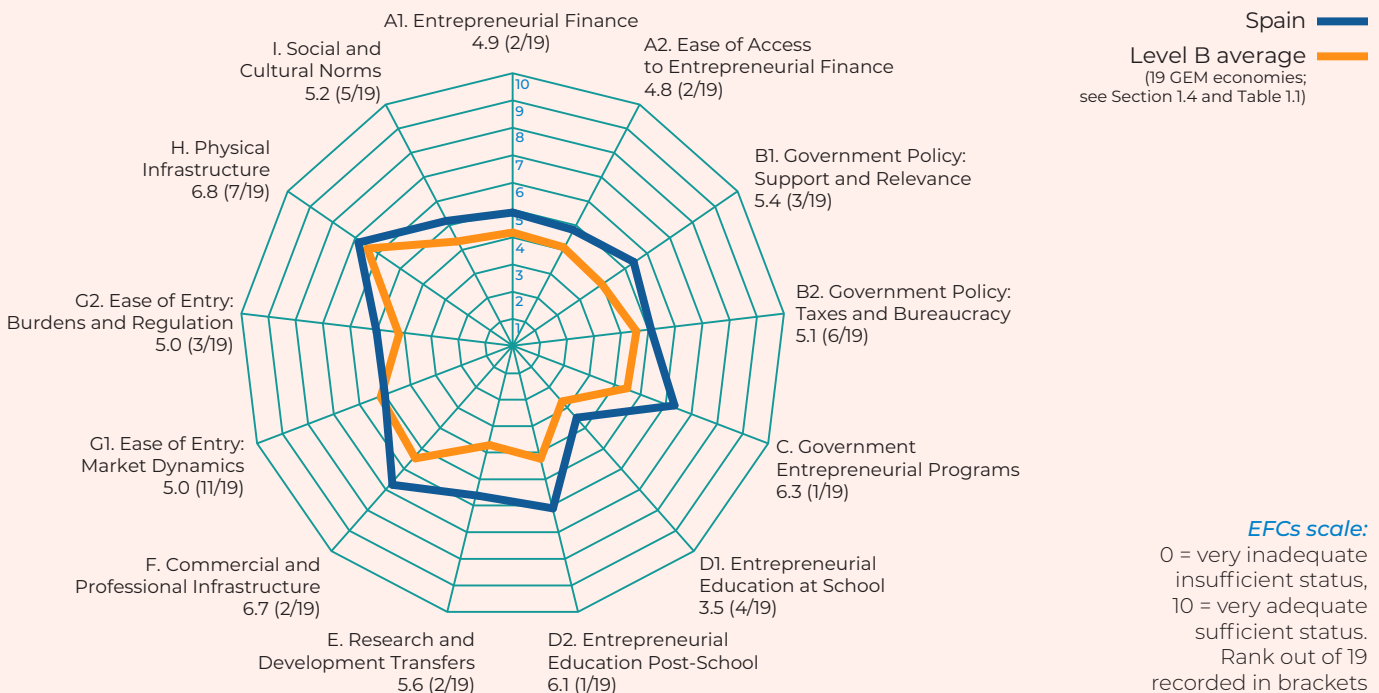 A1. Entrepreneurial Finance
4.9 (2/19)
A2. Ease of Access
to Entrepreneurial Finance
4.8 (2/19)
B1. Government Policy:
Support and Relevance
5.4 (3/19)
B2. Government Policy:
Taxes and Bureaucracy
5.1 (6/19)
C. Government
Entrepreneurial Programs
6.3 (1/19)
D1. Entrepreneurial
Education at School
3.5 (4/19)
D2. Entrepreneurial
Education Post-School
6.1 (1/19)
E. Research and
Development Transfers
5.6 (2/19)
F. Commercial and
Professional Infrastructure
6.7 (2/19)
G1. Ease of Entry:
Market Dynamics
5.0 (11/19)
G2. Ease of Entry:
Burdens and Regulation
5.0 (3/19)
H. Physical
Infrastructure
6.8 (7/19)
I. Social and
Cultural Norms
5.2 (5/19)
10
9
8
7
6
5
4
3
2
1
Spain
Level B average
(19 GEM economies;
see Section 1.4 and Table 1.1)
EFCs scale:
0 = very inadequate
insufficient status,
10 = very adequate
sufficient status.
Rank out of 19
recorded in brackets